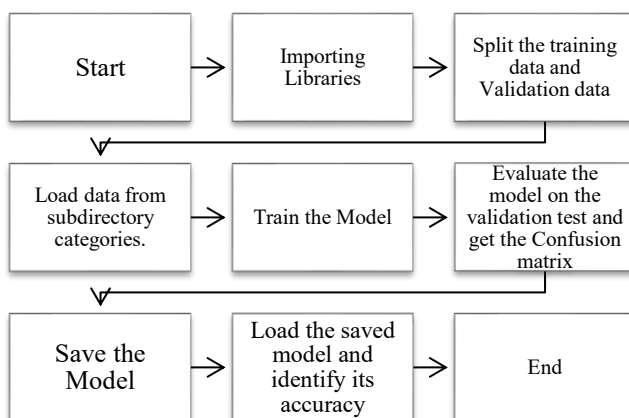 Start
Importing
Libraries
Split the training
data and
Validation data
Load data from
subdirectory
categories.
Train the Model
Evaluate the
model on the
validation test and
get the Confusion
matrix
Save the
Model
Load the saved
model and
identify its
accuracy
End